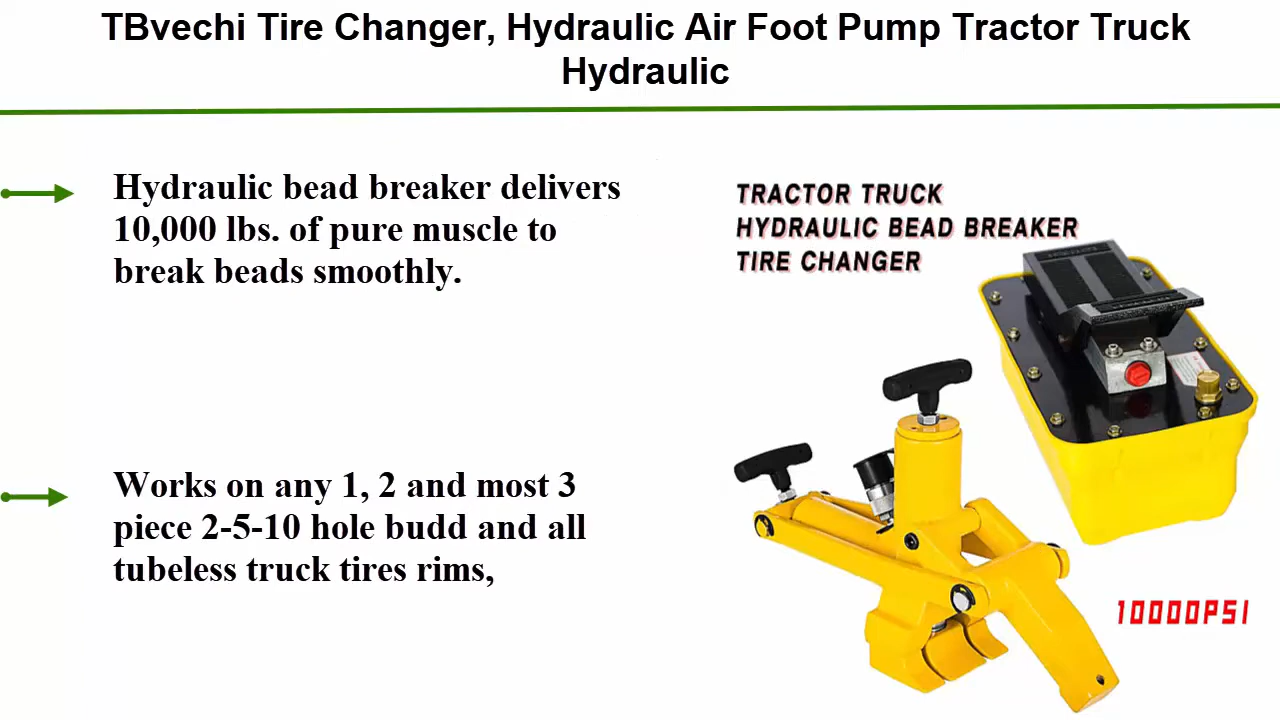 TBvechi Tire Changer, Hydraulic Air Foot Pump Tractor Truck
Hydraulic
Hydraulic bead breaker delivers
10,000 lbs. of pure muscle to
break beads smoothly.
Works on any 1, 2 and most 3
piece 2-5-10 hole budd and all
tubeless truck tires rims,
TRACTOR TRUCK
HYDRAULIC BEAD BREAKER
TIRE CHANGER
10000PSI